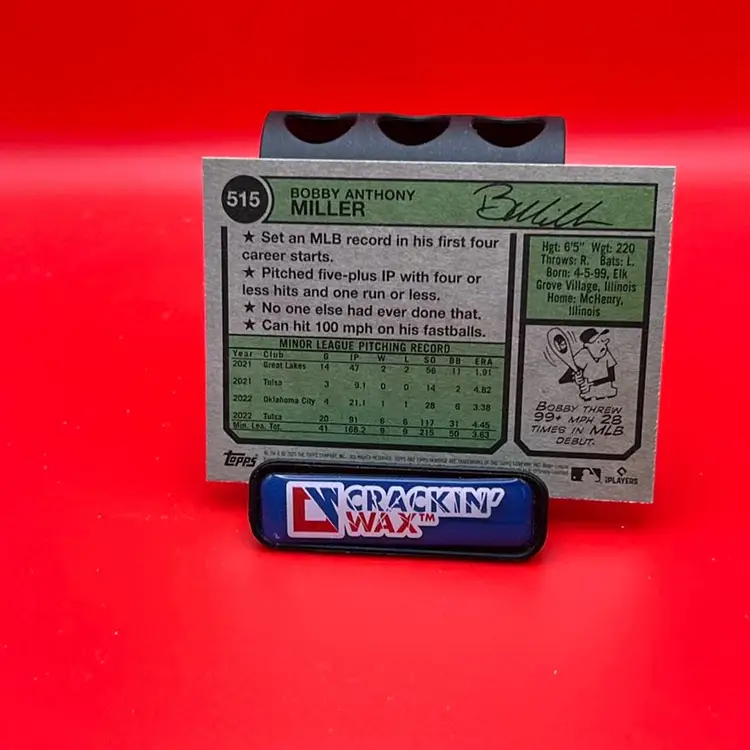 515
BOBBY ANTHONY
MILLER
★ Set an MLB record in his first four
career starts.
★ Pitched five-plus IP with four or
less hits and one run or less.
★ No one else had ever done that.
★ Can hit 100 mph on his fastballs.
Hgt: 6'5" Wgt: 220
Throws: R. Bats: L.
Born: 4-5-99, Elk
Grove Village, Illinois
Home: McHenry,
Illinois
MINOR LEAGUE PITCHING RECORD
Year Club G IP W L SO BB ERA
2021 Great Lakes 14 47 2 2 56 11 1.91
2021 Tulsa 3 9.1 0 0 14 2 4.82
2022 Oklahoma City 4 21.1 1 1 28 6 3.38
2022 Tulsa 20 91 6 6 117 31 4.45
Min. Lea. Tot. 41 168.2 9 9 215 50 3.63
BOBBY THREW
99+ MPH 28
TIMES IN MLB
DEBUT.
Topps
PLAYERS
CRACKIN'
WAX™